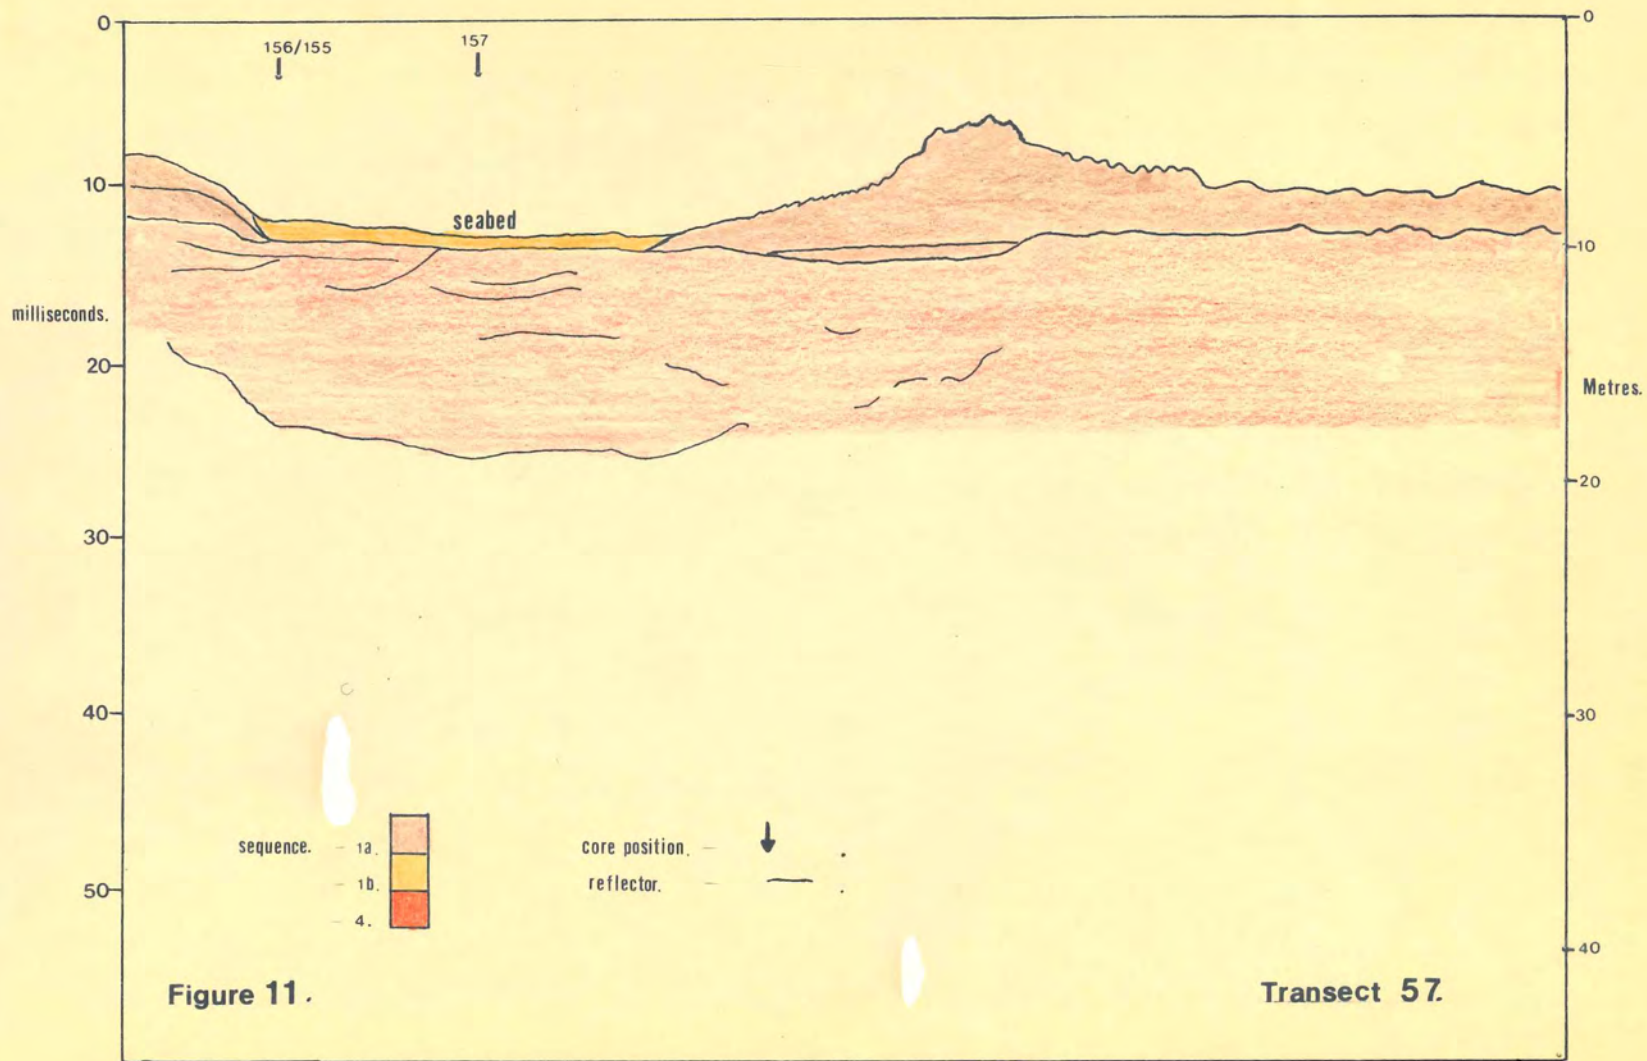 0
0
156/155
157
10
seabed
10
milliseconds.
20
Metres.
20
30
40
30
sequence.
1a.
core position.
1b.
reflector.
50
4.
40
Figure 11.
Transect 57.